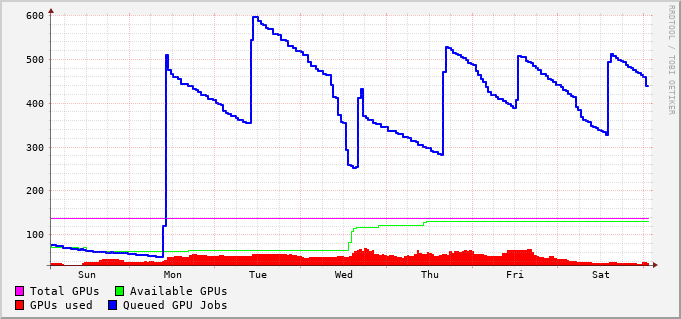 600
500
400
300
200
100
Sun Mon Tue Wed Thu Fri Sat
RRDTOOL / TOBI OETIKER
Total GPUs Available GPUs
GPUs used Queued GPU Jobs